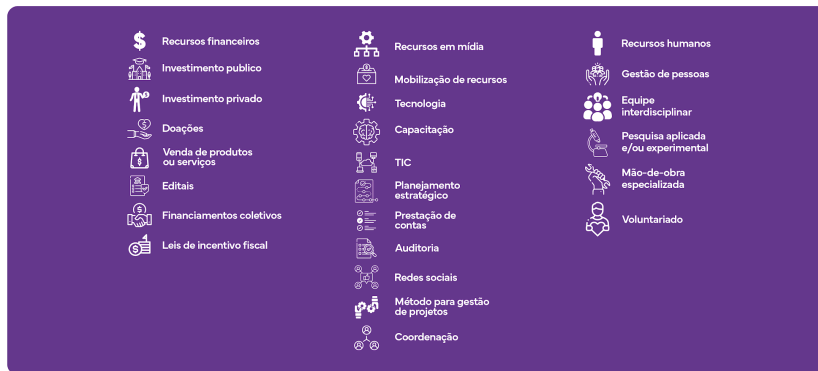 Recursos financeiros
Investimento publico
Investimento privado
Doações
Venda de produtos
ou serviços
Editais
Financiamentos coletivos
Leis de incentivo fiscal
Recursos em mídia
Mobilização de recursos
Tecnologia
Capacitação
TIC
Planejamento
estratégico
Prestação de
contas
Auditoria
Redes sociais
Método para gestão
de projetos
Coordenação
Recursos humanos
Gestão de pessoas
Equipe
interdisciplinar
Pesquisa aplicada
e/ou experimental
Mão-de-obra
especializada
Voluntariado